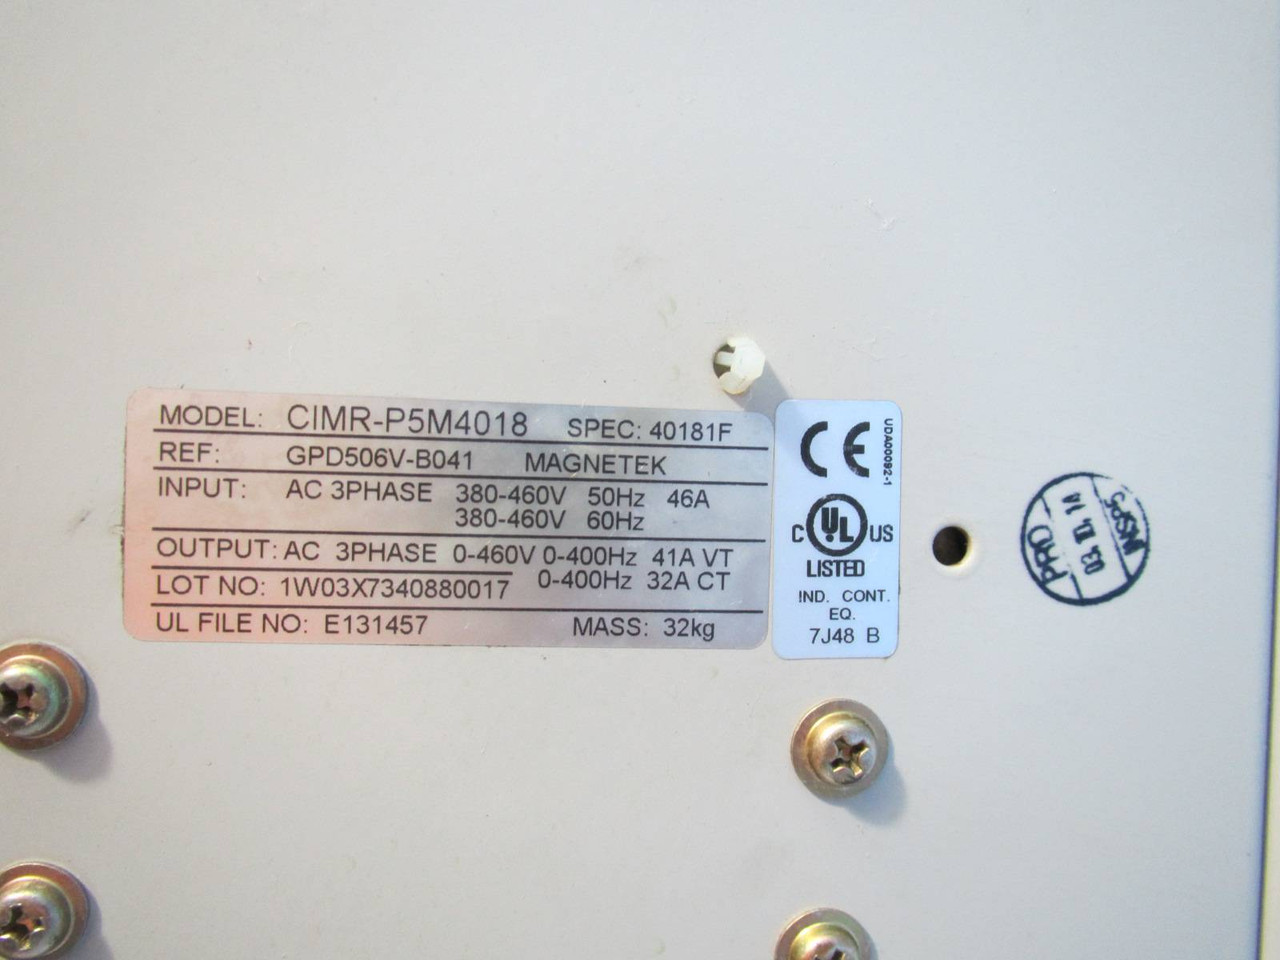 MODEL: CIMR-P5M4018 SPEC: 40181F
REF: GPD506V-B041 MAGNETEK
INPUT: AC 3PHASE 380-460V 50Hz 46A
380-460V 60Hz
OUTPUT: AC 3PHASE 0-460V 0-400Hz 41A VT
LOT NO: 1W03X7340880017 0-400Hz 32A CT
UL FILE NO: E131457 MASS: 32kg
CE
UDA00092-1
C UL US
LISTED
IND. CONT.
EQ.
7J48 B
PRO
03.10.14